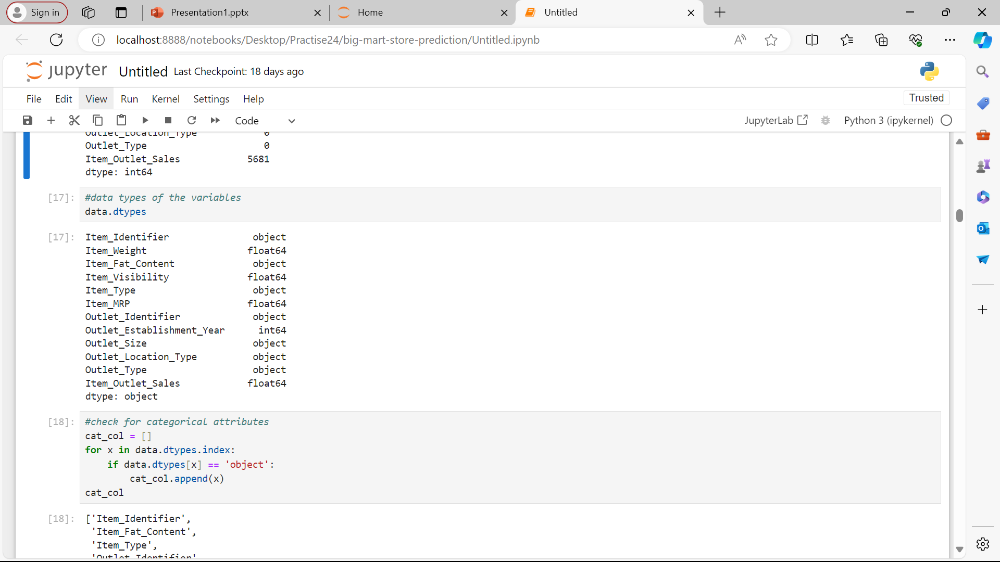 Sign in
Presentation1.pptx
Home
Untitled
localhost:8888/notebooks/Desktop/Practise24/big-mart-store-prediction/Untitled.ipynb
jupyter Untitled Last Checkpoint: 18 days ago
File Edit View Run Kernel Settings Help
Trusted
Code
JupyterLab
Python 3 (ipykernel)
Outlet_Location_Type 0
Outlet_Type 0
Item_Outlet_Sales 5681
dtype: int64
[17]: #data types of the variables
data.dtypes
[17]: Item_Identifier object
Item_Weight float64
Item_Fat_Content object
Item_Visibility float64
Item_Type object
Item_MRP float64
Outlet_Identifier object
Outlet_Establishment_Year int64
Outlet_Size object
Outlet_Location_Type object
Outlet_Type object
Item_Outlet_Sales float64
dtype: object
[18]: #check for categorical attributes
cat_col = []
for x in data.dtypes.index:
    if data.dtypes[x] == 'object':
        cat_col.append(x)
cat_col
[18]: ['Item_Identifier',
'Item_Fat_Content',
'Item_Type',
'Outlet_Identifier'